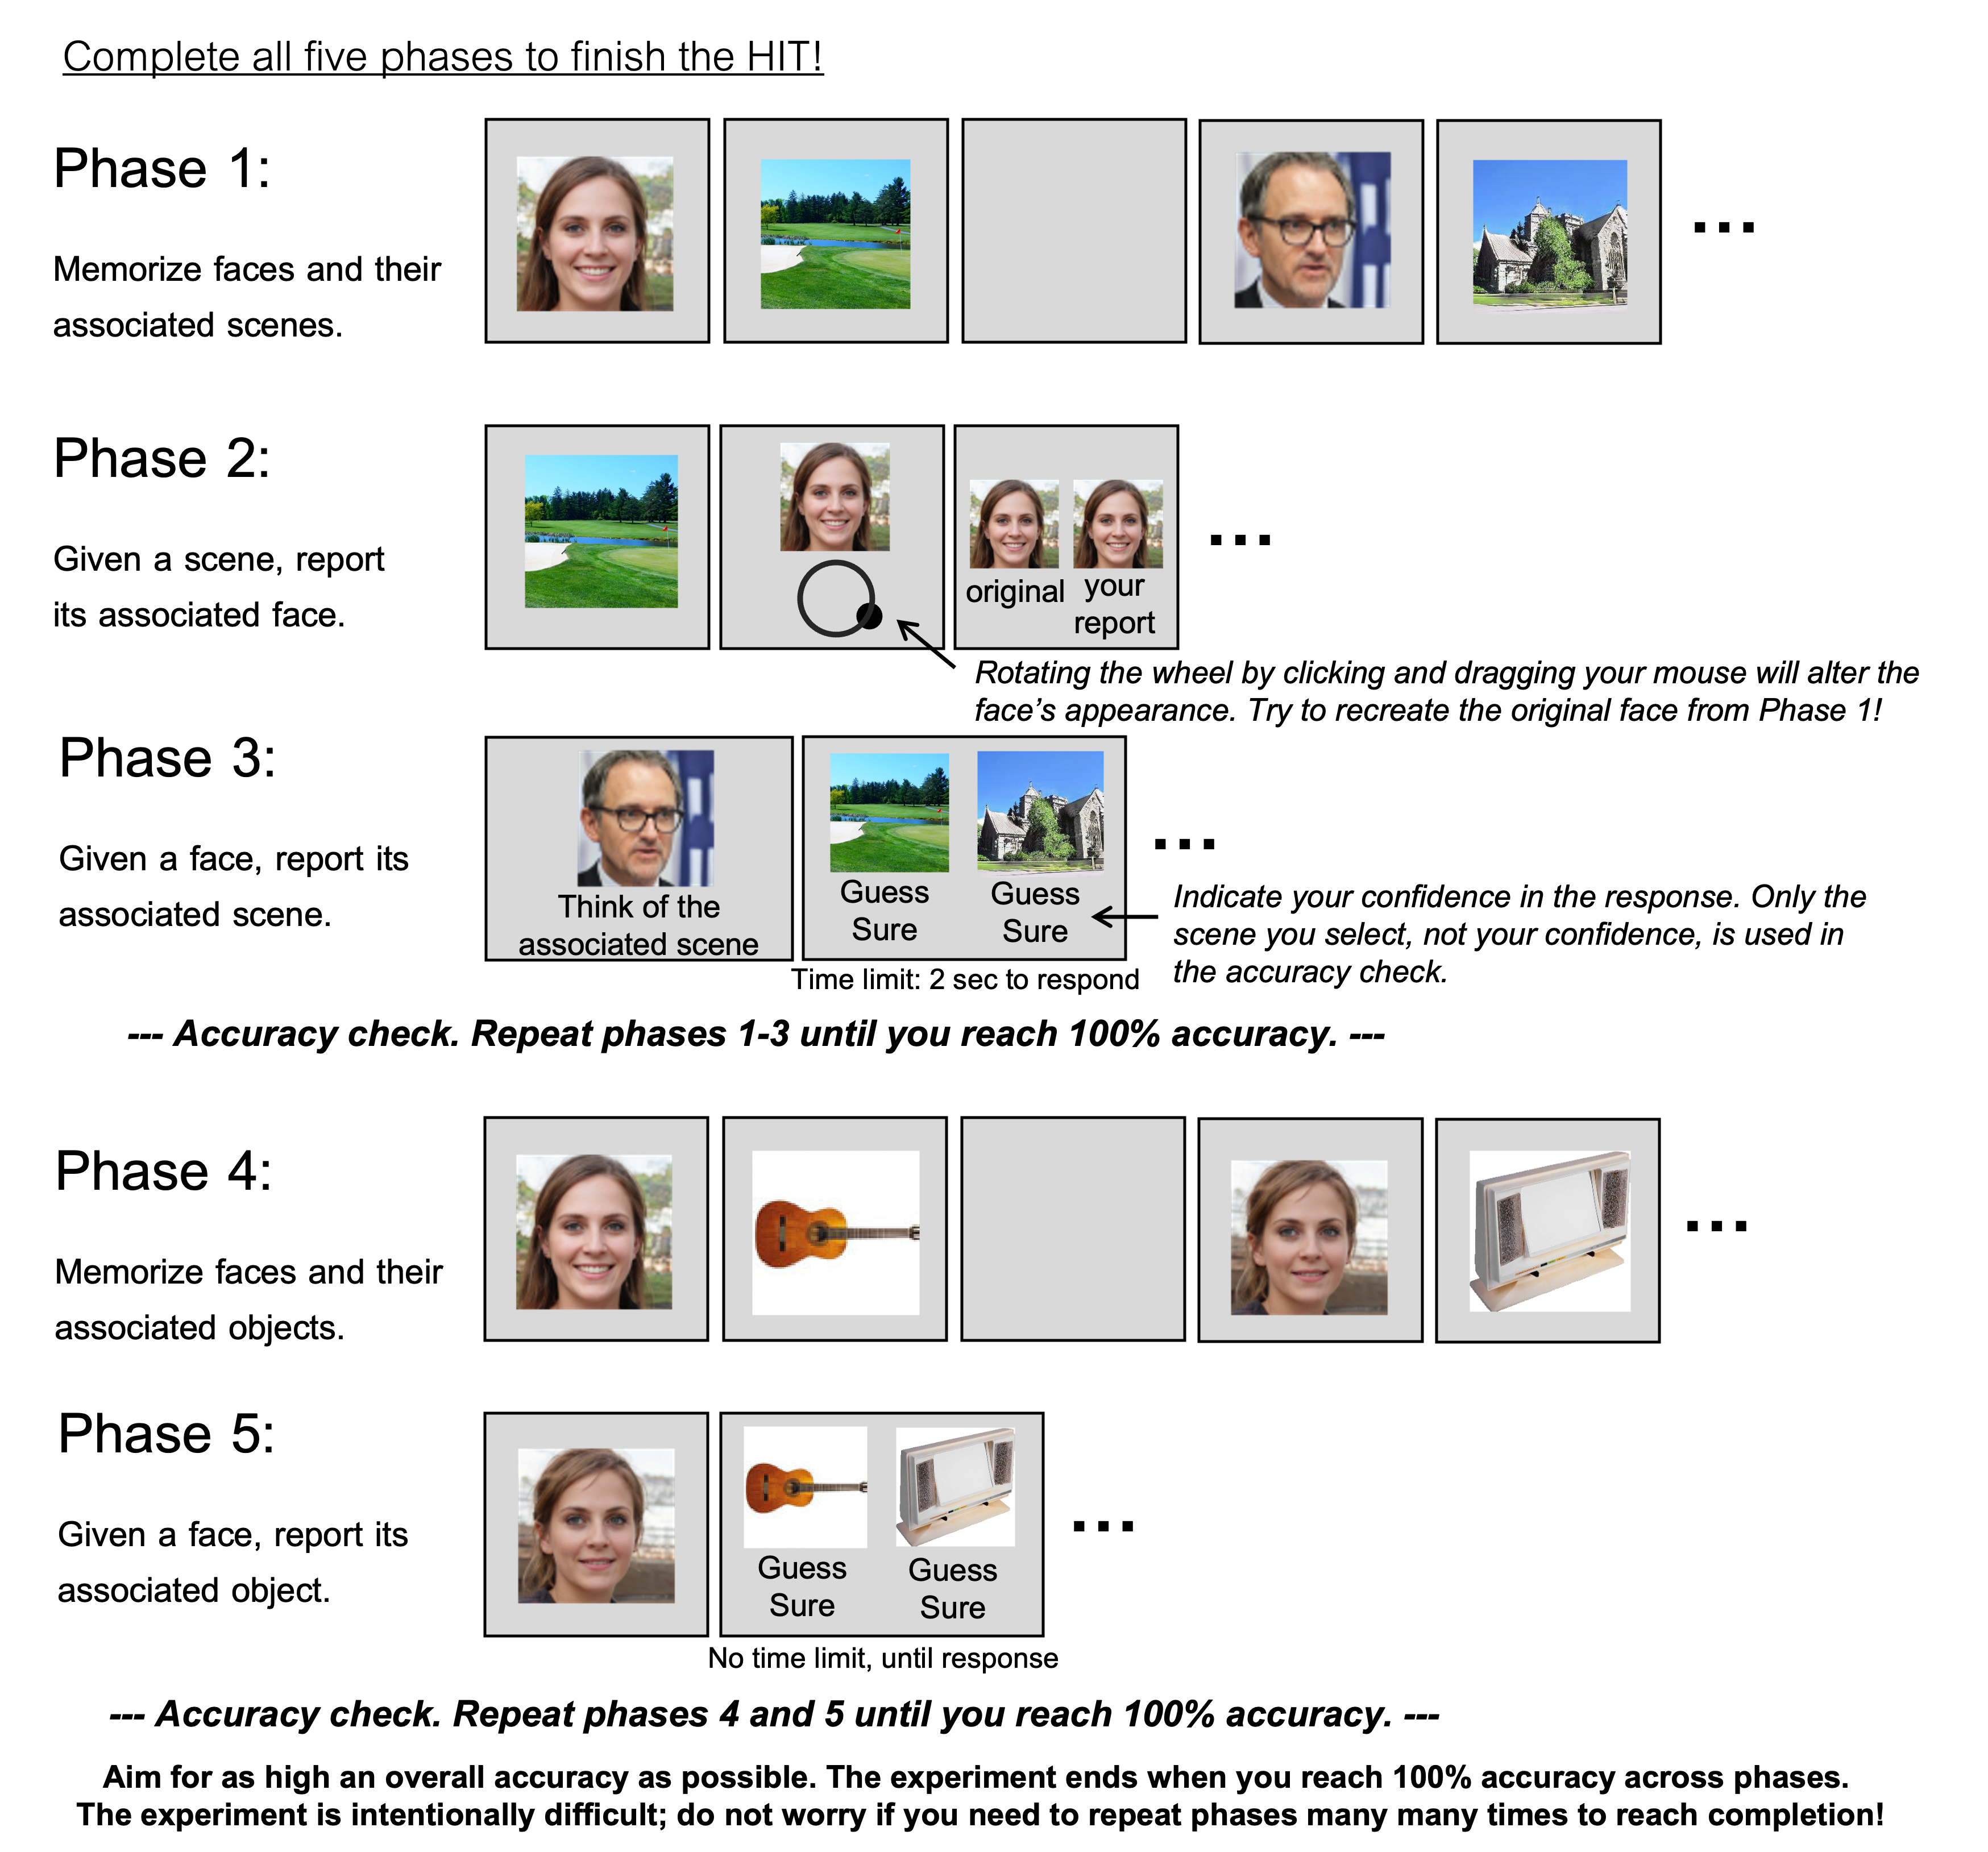 Complete all five phases to finish the HIT!
Phase 1:
Memorize faces and their
associated scenes.
...
Phase 2:
Given a scene, report
its associated face.
original
your
report
...
Rotating the wheel by clicking and dragging your mouse will alter the
face's appearance. Try to recreate the original face from Phase 1!
Phase 3:
Given a face, report its
associated scene.
Think of the
associated scene
Guess
Sure
Guess
Sure
...
Time limit: 2 sec to respond
Indicate your confidence in the response. Only the
scene you select, not your confidence, is used in
the accuracy check.
--- Accuracy check. Repeat phases 1-3 until you reach 100% accuracy. ---
Phase 4:
Memorize faces and their
associated objects.
...
Phase 5:
Given a face, report its
associated object.
Guess
Sure
Guess
Sure
...
No time limit, until response
--- Accuracy check. Repeat phases 4 and 5 until you reach 100% accuracy. ---
Aim for as high an overall accuracy as possible. The experiment ends when you reach 100% accuracy across phases.
The experiment is intentionally difficult; do not worry if you need to repeat phases many many times to reach completion!